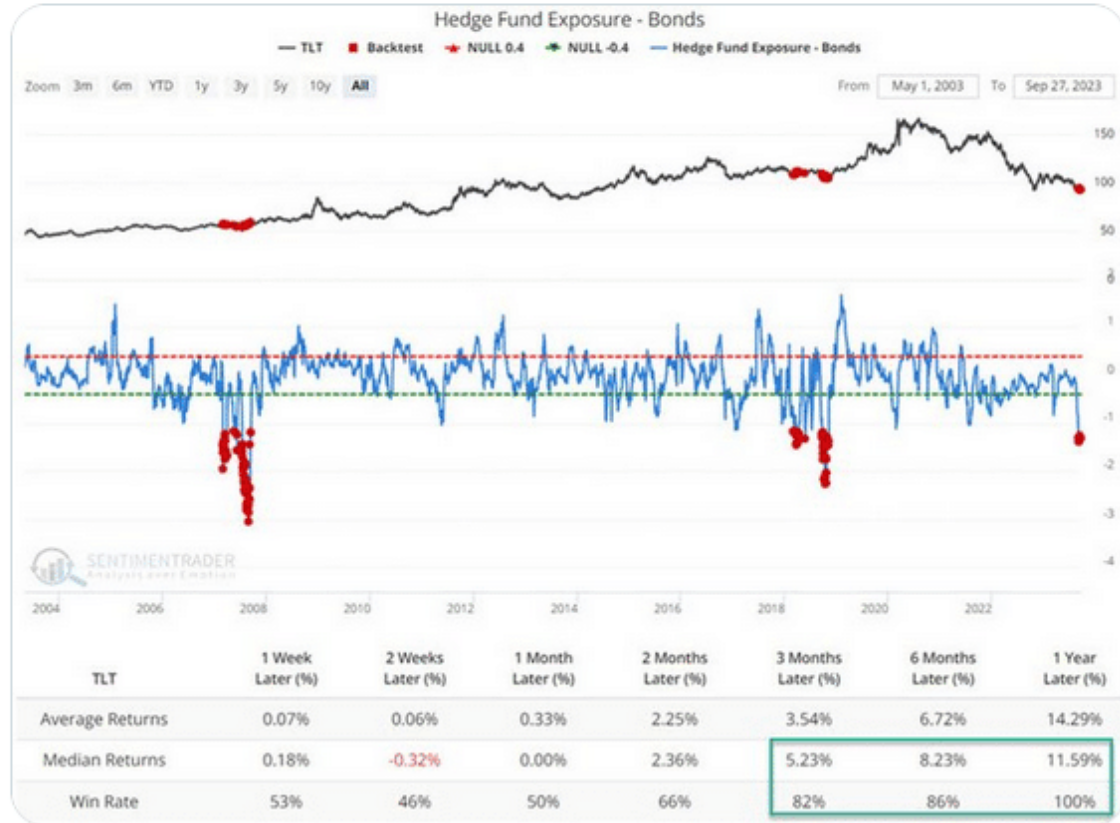 Hedge Fund Exposure - Bonds
TLT Backtest NULL 0.4 NULL -0.4 Hedge Fund Exposure - Bonds
Zoom 3m 6m YTD 1y 3y 5y 10y All From May 1, 2003 To Sep 27, 2023
150
100
50
0
1
0
-1
-2
-3
-4
SENTIMENTRADER
Analysis over Emotion
2004 2006 2008 2010 2012 2014 2016 2018 2020 2022
TLT 1 Week Later (%) 2 Weeks Later (%) 1 Month Later (%) 2 Months Later (%) 3 Months Later (%) 6 Months Later (%) 1 Year Later (%)
Average Returns 0.07% 0.06% 0.33% 2.25% 3.54% 6.72% 14.29%
Median Returns 0.18% -0.32% 0.00% 2.36% 5.23% 8.23% 11.59%
Win Rate 53% 46% 50% 66% 82% 86% 100%